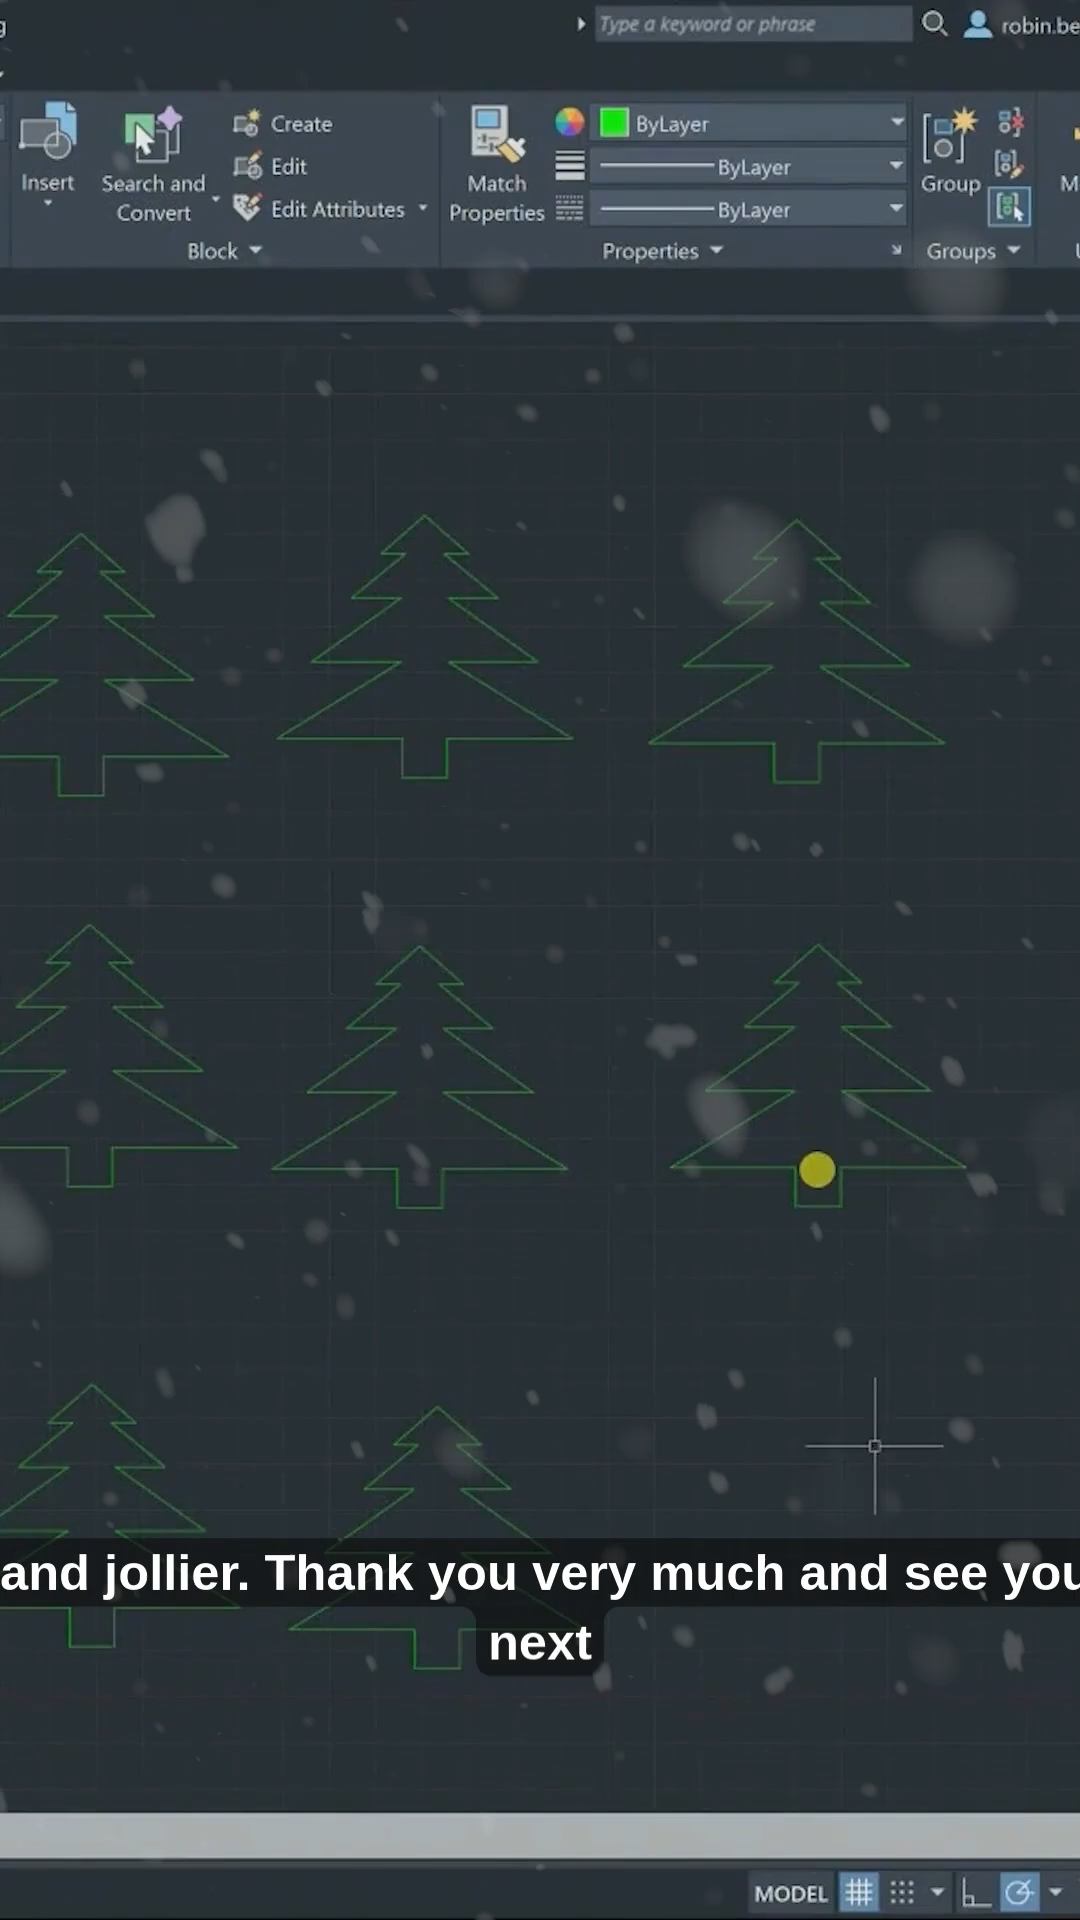 g
Type a keyword or phrase
robin.be
Insert
Search and
Convert
Create
Edit
Edit Attributes
Block
Match
Properties
ByLayer
ByLayer
ByLayer
Properties
Group
Groups
M
and jollier. Thank you very much and see you
next
MODEL